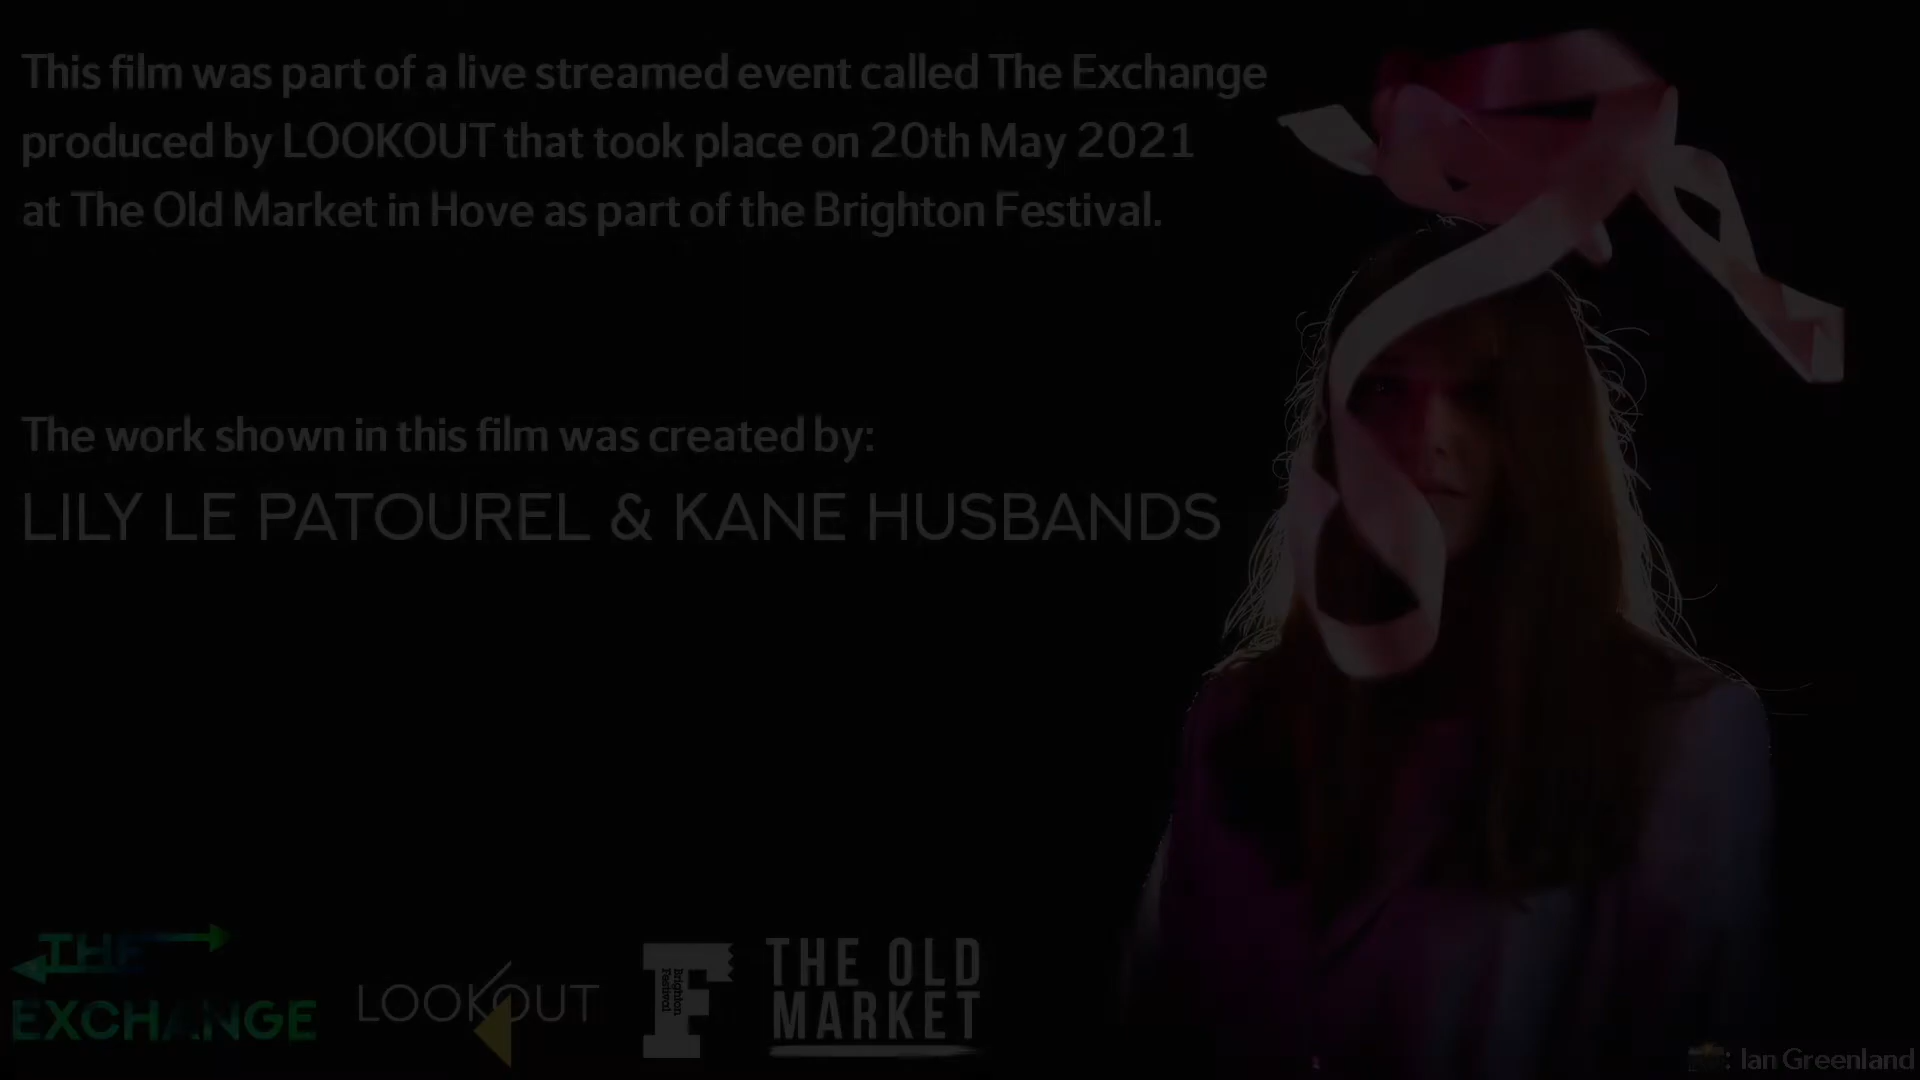 This film was part of a live streamed event called The Exchange
produced by LOOKOUT that took place on 20th May 2021
at The Old Market in Hove as part of the Brighton Festival.
The work shown in this film was created by:
LILY LE PATOUREL & KANE HUSBANDS
THE
EXCHANGE
LOOKOUT
Brighton
Festival
F
THE OLD
MARKET
: Ian Greenland